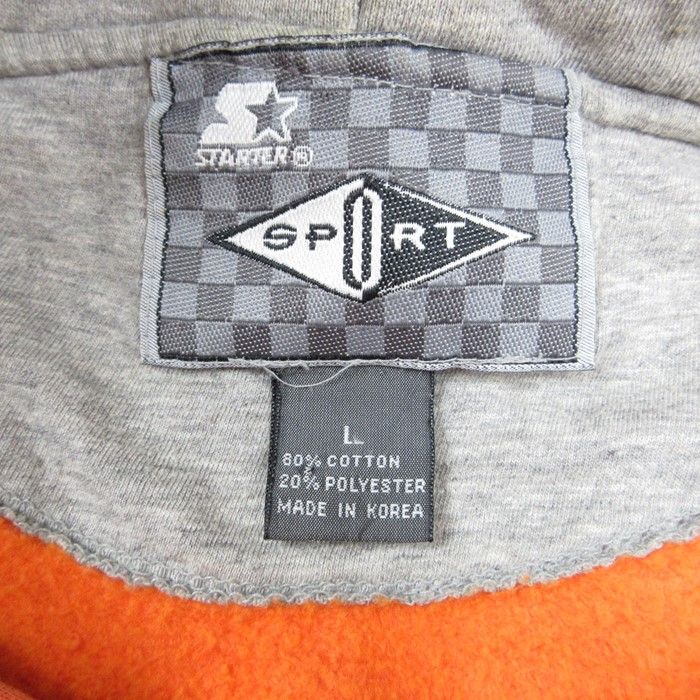 STARTER®
SPORT
L
80% COTTON
20% POLYESTER
MADE IN KOREA